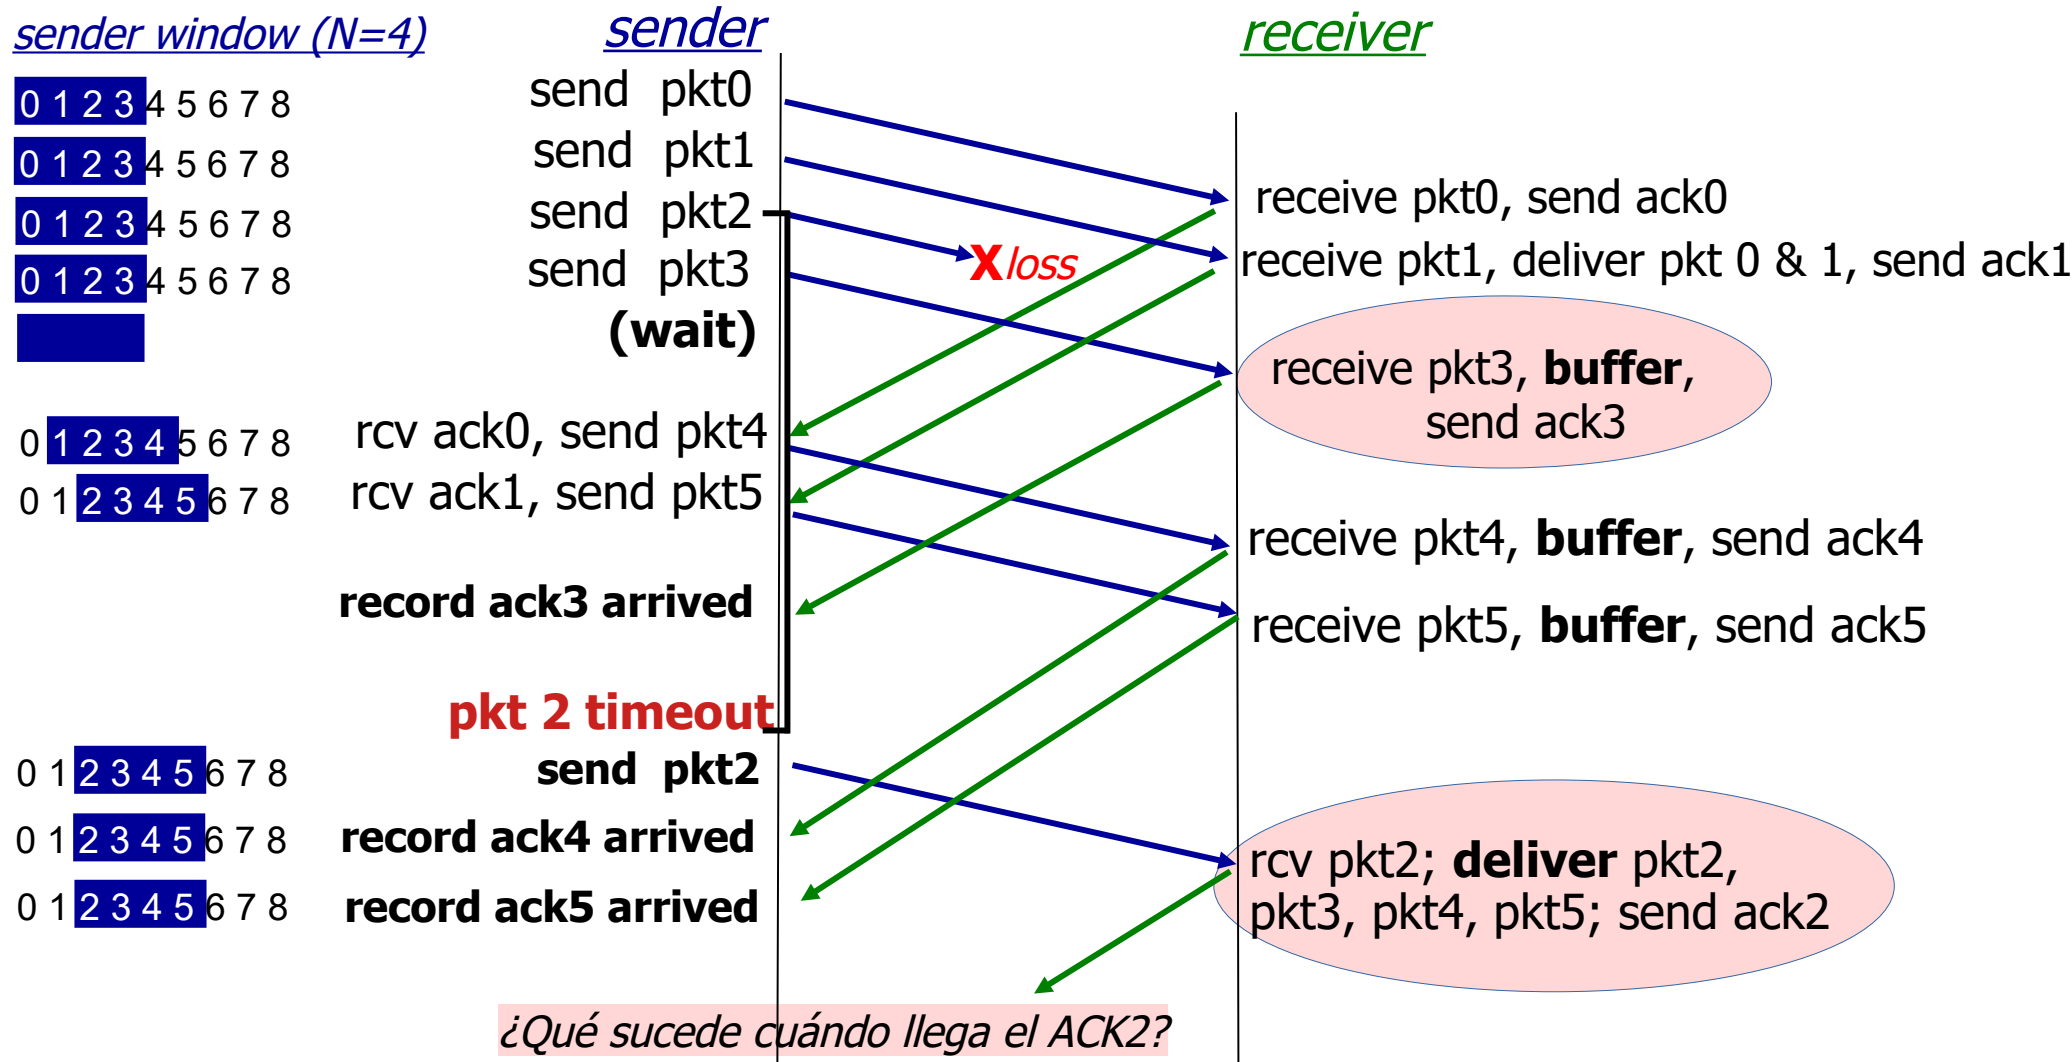 sender window (N=4)
sender
receiver
0 1 2 3 4 5 6 7 8
send pkt0
0 1 2 3 4 5 6 7 8
send pkt1
receive pkt0, send ack0
0 1 2 3 4 5 6 7 8
send pkt2
X loss
receive pkt1, deliver pkt 0 & 1, send ack1
0 1 2 3 4 5 6 7 8
send pkt3
(wait)
receive pkt3, buffer,
send ack3
0 1 2 3 4 5 6 7 8
rcv ack0, send pkt4
0 1 2 3 4 5 6 7 8
rcv ack1, send pkt5
receive pkt4, buffer, send ack4
record ack3 arrived
receive pkt5, buffer, send ack5
pkt 2 timeout
0 1 2 3 4 5 6 7 8
send pkt2
0 1 2 3 4 5 6 7 8
record ack4 arrived
rcv pkt2; deliver pkt2,
pkt3, pkt4, pkt5; send ack2
0 1 2 3 4 5 6 7 8
record ack5 arrived
¿Qué sucede cuándo llega el ACK2?